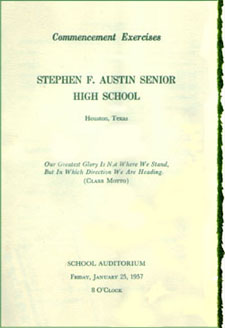 Commencement Exercises
STEPHEN F. AUSTIN SENIOR
HIGH SCHOOL
Houston, Texas
Our Greatest Glory Is Not Where We Stand,
But In Which Direction We Are Heading.
(CLASS MOTTO)
SCHOOL AUDITORIUM
FRIDAY, JANUARY 25, 1957
8 O'CLOCK